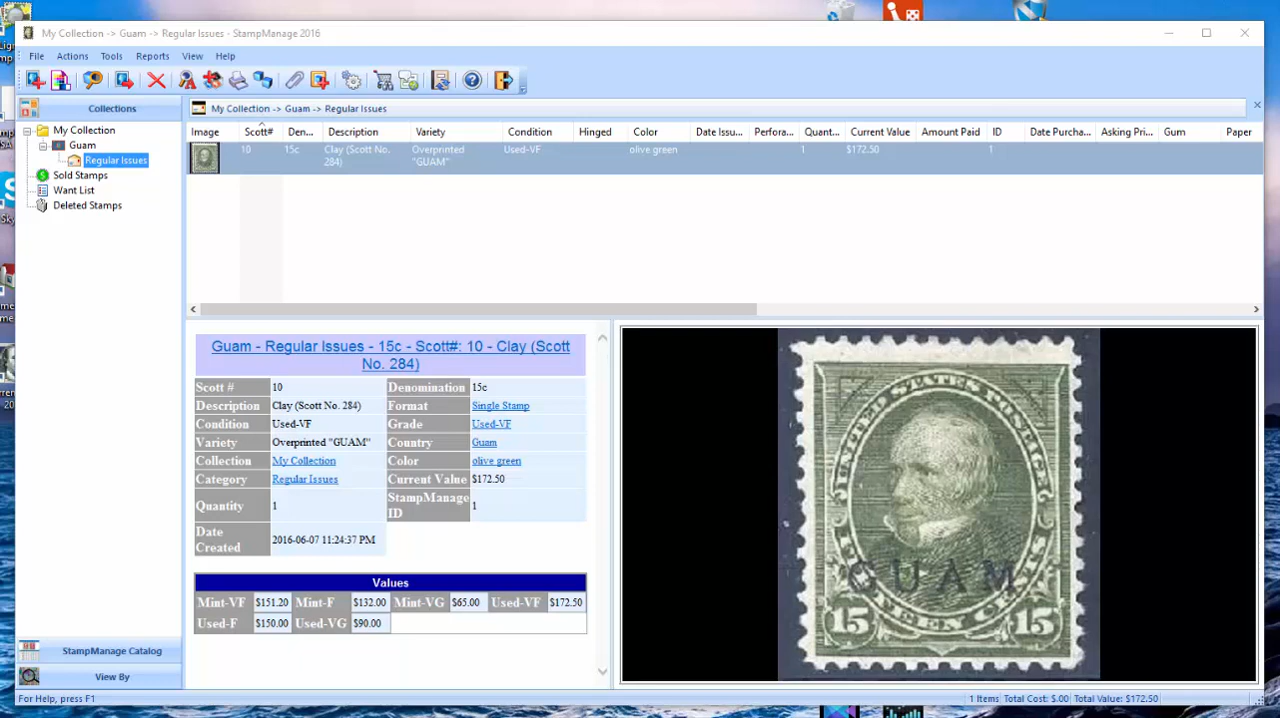 My Collection -> Guam -> Regular Issues - StampManage 2016
File Actions Tools Reports View Help
Collections
My Collection -> Guam -> Regular Issues
My Collection
Guam
Regular Issues
Sold Stamps
Want List
Deleted Stamps
Image Scott# Den... Description Variety Condition Hinged Color Date Issu... Perfora... Quant... Current Value Amount Paid ID Date Purcha... Asking Pri... Gum Paper
10 15c Clay (Scott No. 284) Overprinted "GUAM" Used-VF olive green 1 $172.50 1
Guam - Regular Issues - 15c - Scott#: 10 - Clay (Scott
No. 284)
Scott # 10 Denomination 15c
Description Clay (Scott No. 284) Format Single Stamp
Condition Used-VF Grade Used-VF
Variety Overprinted "GUAM" Country Guam
Collection My Collection Color olive green
Category Regular Issues Current Value $172.50
Quantity 1 StampManage ID 1
Date Created 2016-06-07 11:24:37 PM
Values
Mint-VF $151.20 Mint-F $132.00 Mint-VG $65.00 Used-VF $172.50
Used-F $150.00 Used-VG $90.00
UNITED STATES POSTAGE
GUAM
FIFTEEN CENTS
15 15
StampManage Catalog
View By
For Help, press F1
1 Items Total Cost: $.00 Total Value: $172.50